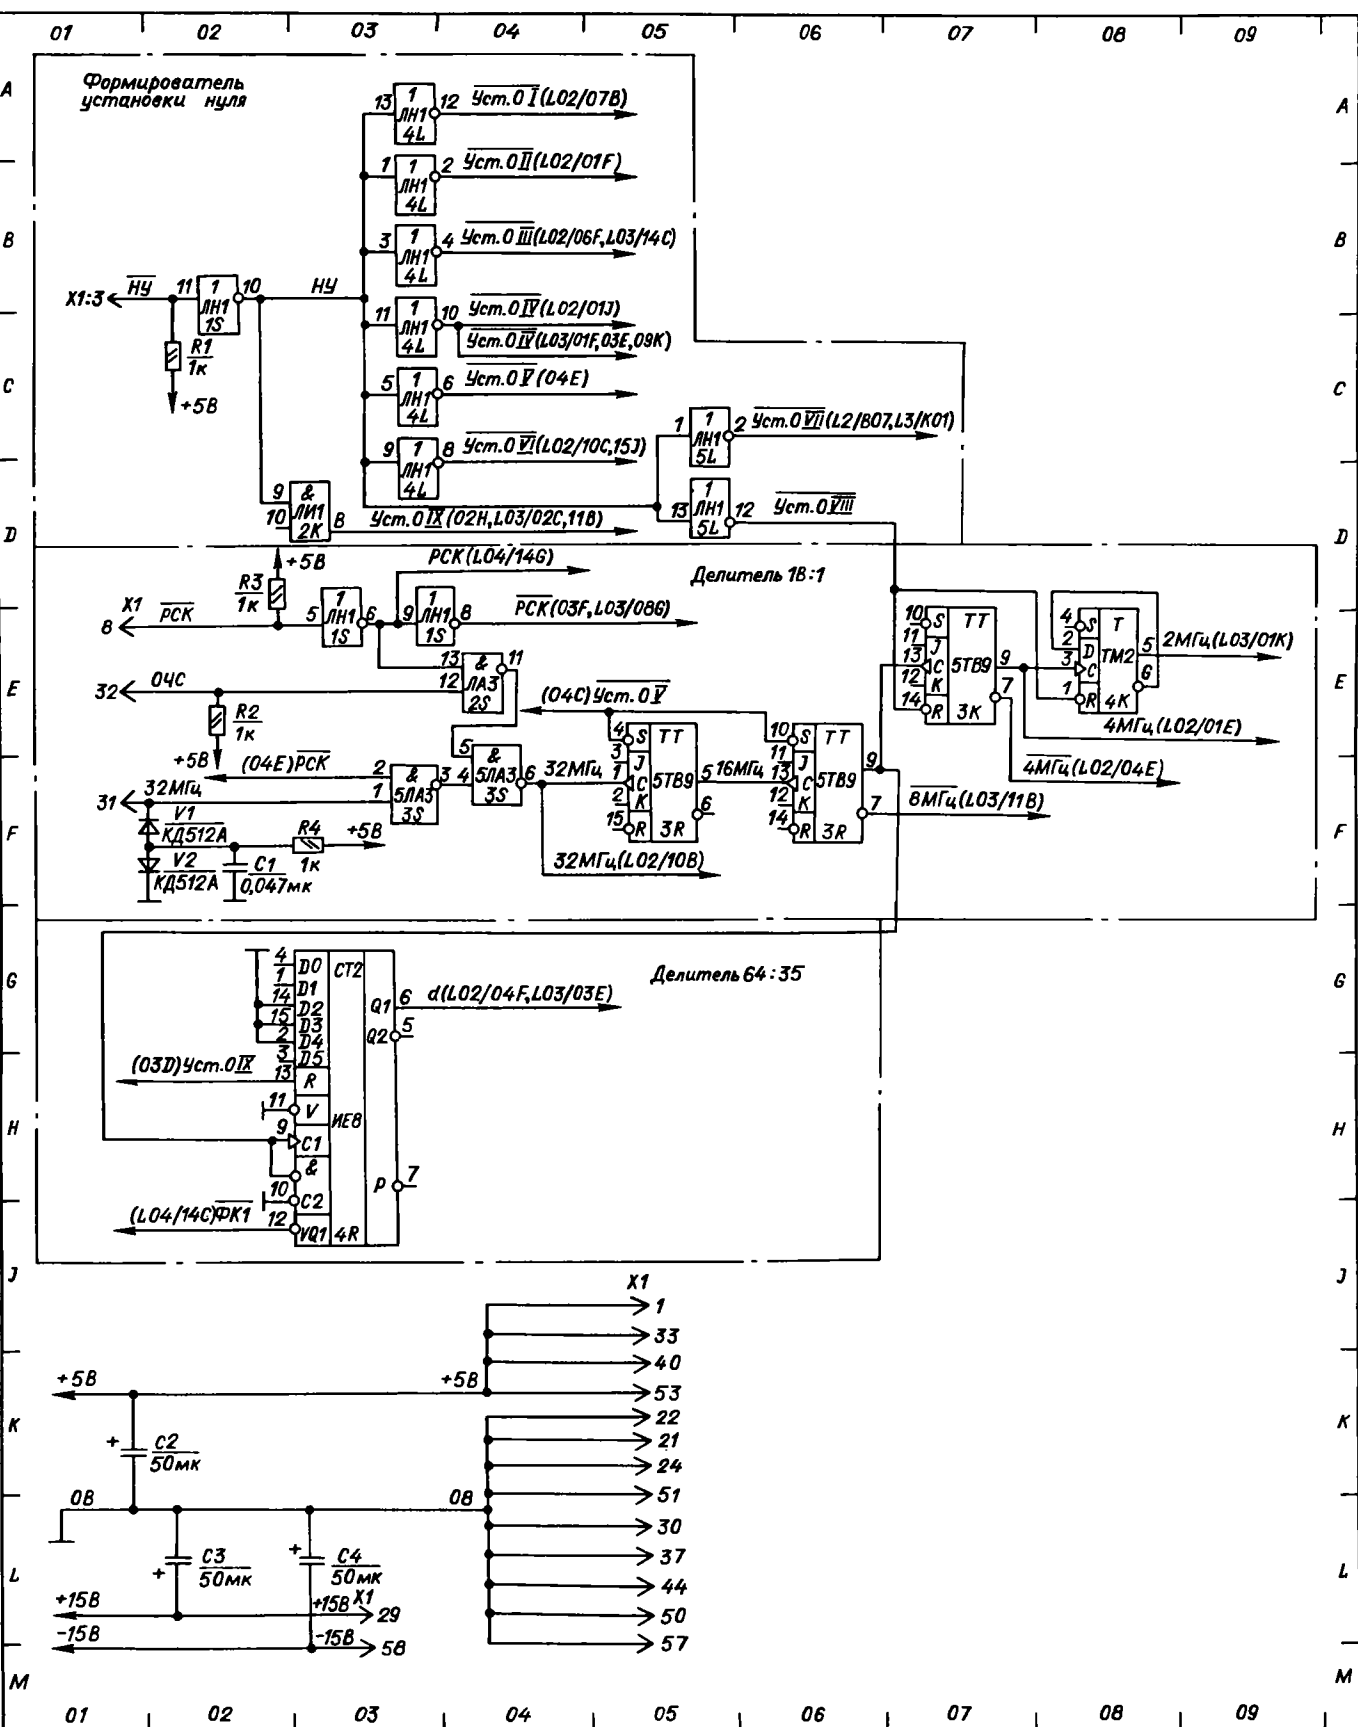 01 02 03 04 05 06 07 08 09
A A
Формирователь
установки нуля
13 1 12 Уст.0 I (L02/07В)
ЛН1
4L
1 1 2 Уст.0 II (L02/01F)
ЛН1
4L
B B
3 1 4 Уст.0 III (L02/06F,L03/14C)
ЛН1
4L
X1:3 НУ 11 1 10 НУ
ЛН1
1S
11 1 10 Уст.0 IV (L02/01J)
ЛН1
4L
Уст.0 IV (L03/01F,03E,09K)
R1
1к
+5В
C C
5 1 6 Уст.0 V (04E)
ЛН1
4L
9 1 8 Уст.0 VI (L02/10C,15J)
ЛН1
4L
1 1 2 Уст.0 VII (L2/B07,L3/K01)
ЛН1
5L
13 1 12 Уст.0 VIII
ЛН1
5L
9 & 8 Уст.0 IX (02H,L03/02C,11B)
10 ЛИ1
2K
D D
+5В
R3
1к
РСК (L04/14G)
Делитель 18:1
X1
8 РСК 5 1 6 9 1 8 РСК (03F,L03/08G)
ЛН1 ЛН1
1S 1S
32 04С 13 & 11
12 ЛА3
2S
E E
R2
1к
+5В
(04С) Уст.0 V
10 S TT
11 J
13 C 5ТВ9 9
12 K 7
14 R 3K
4 S T
2 D 5 2МГц (L03/01K)
3 C ТМ2
1 R 4K 6
4МГц (L02/01E)
4МГц (L02/04E)
(04E) РСК 2 & 3
31 32МГц 1 5ЛА3
3S
5 & 6 32МГц
4 5ЛА3
3S
4 S TT
3 J
1 C 5ТВ9 5 16МГц
2 K 6
15 R 3R
10 S TT 9
11 J
13 C 5ТВ9
12 K 7 8МГц (L03/11B)
14 R 3R
F F
V1
КД512А
V2
КД512А
R4
1к
+5В
C1
0,047мк
32МГц (L02/10B)
G G
Делитель 64:35
4 D0 СТ2
1 D1
14 D2 Q1 6 d(L02/04F,L03/03E)
15 D3 Q2 5
2 D4
3 D5
(03D) Уст.0 IX 13 R
11 V ИЕ8
9 C1
&
10 C2 P 7
(L04/14C) ФК1 12 VQ1 4R
H H
J J
X1
1
33
40
+5В +5В 53
22
K K
C2
50мк
+
21
24
0В 0В 51
30
37
L L
C3
50мк
+
C4
50мк
+
44
+15В +15В X1 29
50
-15В -15В 58
57
M M
01 02 03 04 05 06 07 08 09